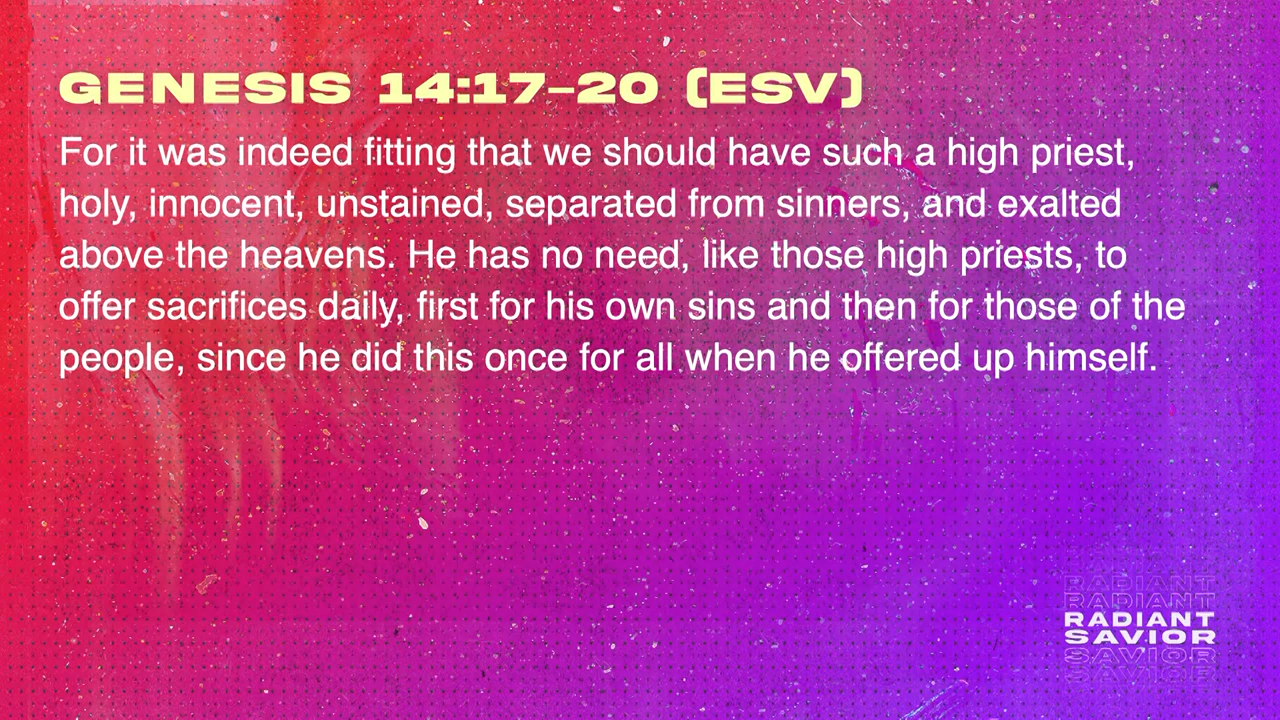 GENESIS 14:17–20 (ESV)
For it was indeed fitting that we should have such a high priest,
holy, innocent, unstained, separated from sinners, and exalted
above the heavens. He has no need, like those high priests, to
offer sacrifices daily, first for his own sins and then for those of the
people, since he did this once for all when he offered up himself.
RADIANT
RADIANT
RADIANT
SAVIOR
SAVIOR
SAVIOR